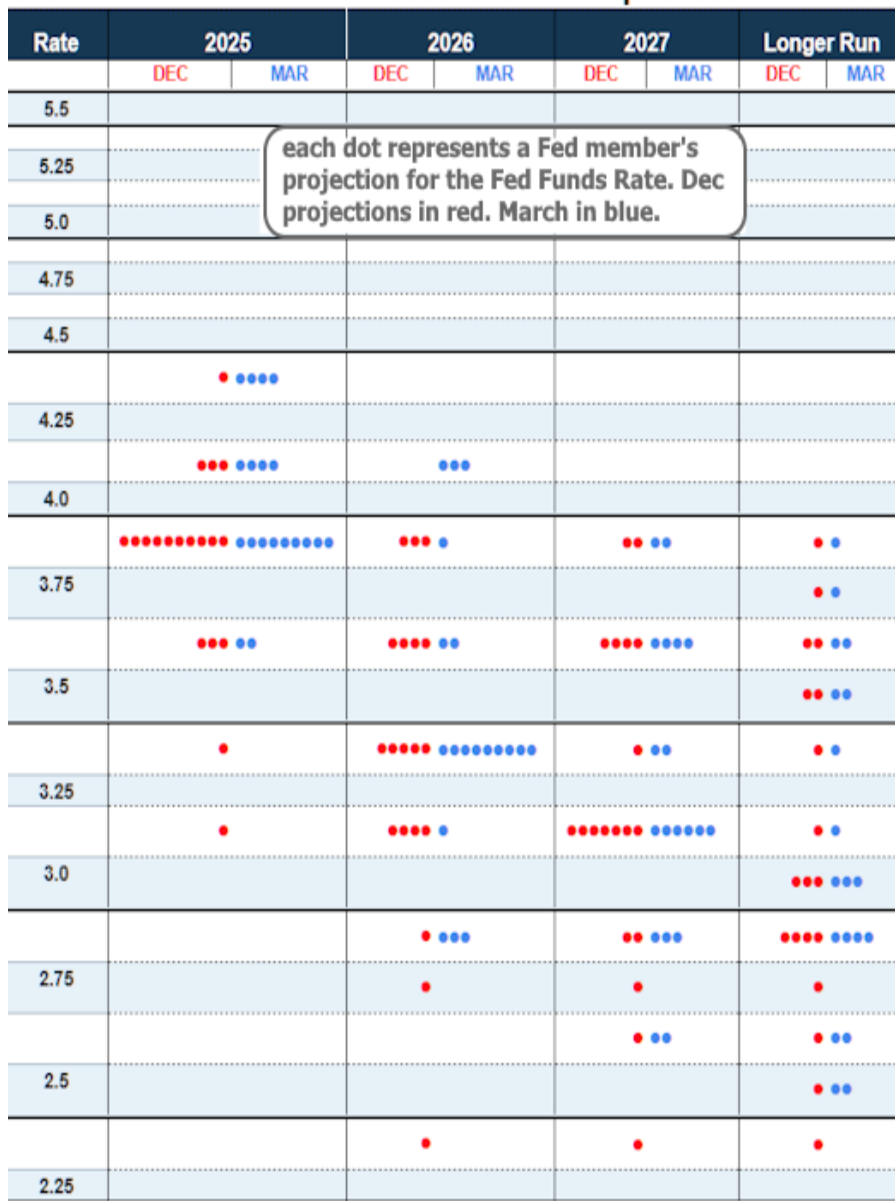 Rate 2025 2026 2027 Longer Run
DEC MAR DEC MAR DEC MAR DEC MAR
5.5
each dot represents a Fed member's
5.25
projection for the Fed Funds Rate. Dec
projections in red. March in blue.
5.0
4.75
4.5
4.25
4.0
3.75
3.5
3.25
3.0
2.75
2.5
2.25